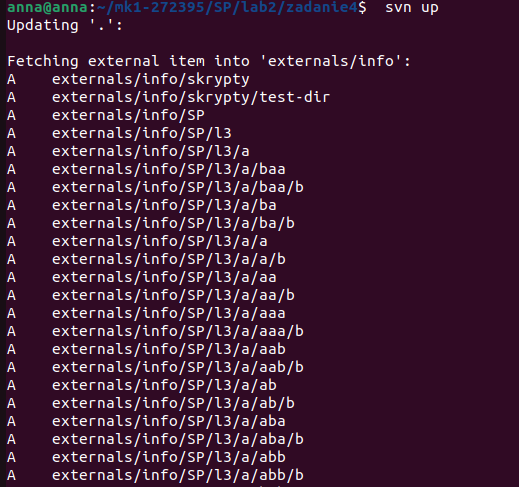 anna@anna:~/mk1-272395/SP/lab2/zadanie4$  svn up
Updating '.':

Fetching external item into 'externals/info':
A    externals/info/skrypty
A    externals/info/skrypty/test-dir
A    externals/info/SP
A    externals/info/SP/l3
A    externals/info/SP/l3/a
A    externals/info/SP/l3/a/baa
A    externals/info/SP/l3/a/baa/b
A    externals/info/SP/l3/a/ba
A    externals/info/SP/l3/a/ba/b
A    externals/info/SP/l3/a/a
A    externals/info/SP/l3/a/a/b
A    externals/info/SP/l3/a/aa
A    externals/info/SP/l3/a/aa/b
A    externals/info/SP/l3/a/aaa
A    externals/info/SP/l3/a/aaa/b
A    externals/info/SP/l3/a/aab
A    externals/info/SP/l3/a/aab/b
A    externals/info/SP/l3/a/ab
A    externals/info/SP/l3/a/ab/b
A    externals/info/SP/l3/a/aba
A    externals/info/SP/l3/a/aba/b
A    externals/info/SP/l3/a/abb
A    externals/info/SP/l3/a/abb/b